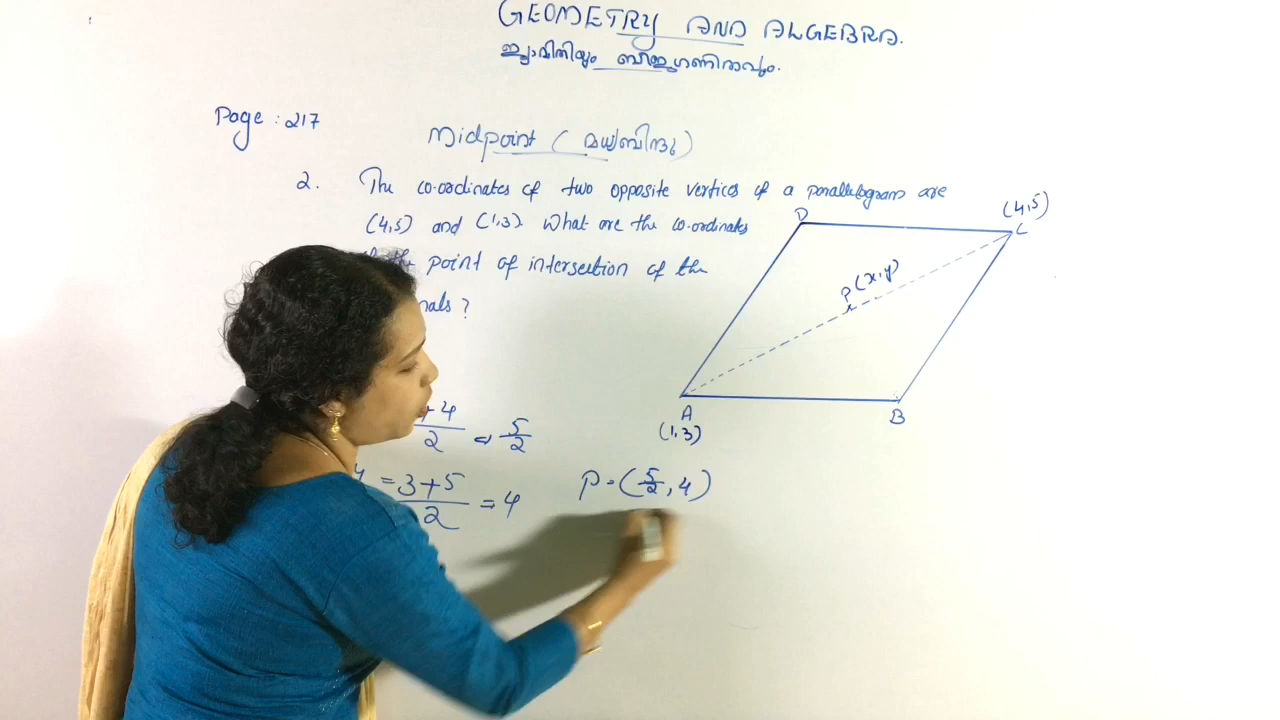 GEOMETRY AND ALGEBRA.
ജ്യാമിതിയും ബീജഗണിതവും.
Page : 217
Midpoint ( മധ്യബിന്ദു )
2. The co-ordinates of two opposite vertices of a parallelogram are
(4,5) and (1,3). What are the co-ordinates
the point of intersection of the
nals ?
D
(4,5)
C
P (x,y)
A
(1,3)
B
+4/2 = 5/2
y = 3+5/2 = 4
P = (5/2, 4)